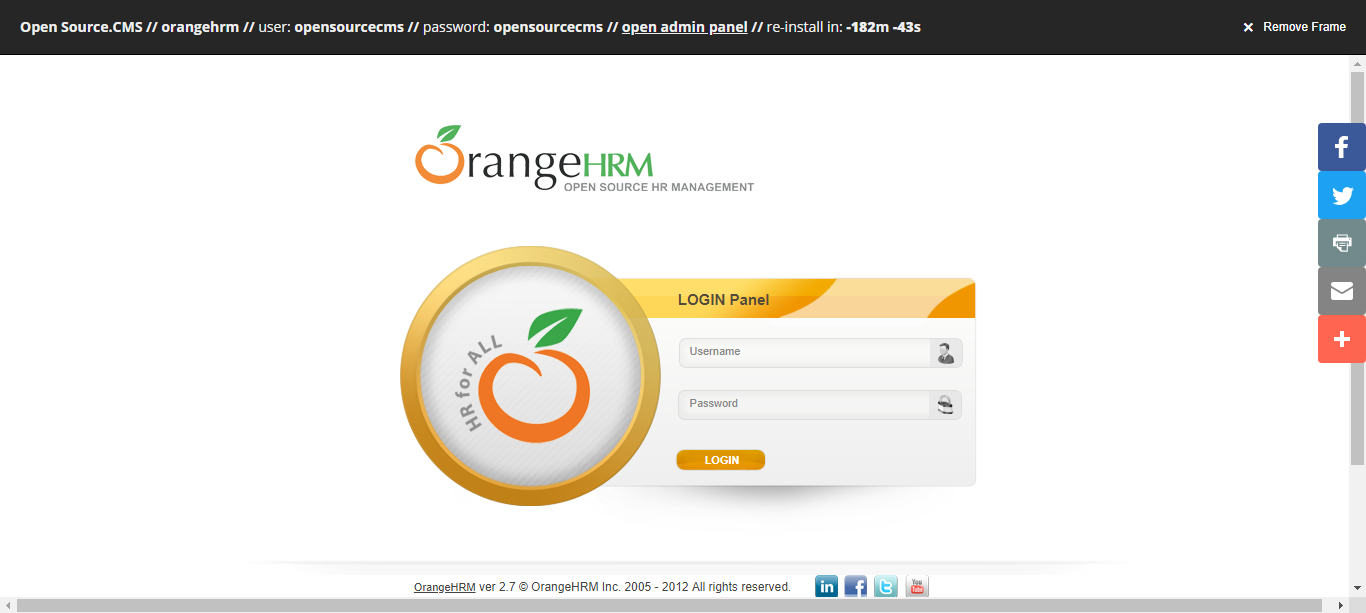 Open Source.CMS // orangehrm // user: opensourcecms // password: opensourcecms // open admin panel // re-install in: -182m -43s
Remove Frame
OrangeHRM
OPEN SOURCE HR MANAGEMENT
HR for ALL
LOGIN Panel
Username
Password
LOGIN
OrangeHRM ver 2.7 © OrangeHRM Inc. 2005 - 2012 All rights reserved.
in
f
t
You Tube